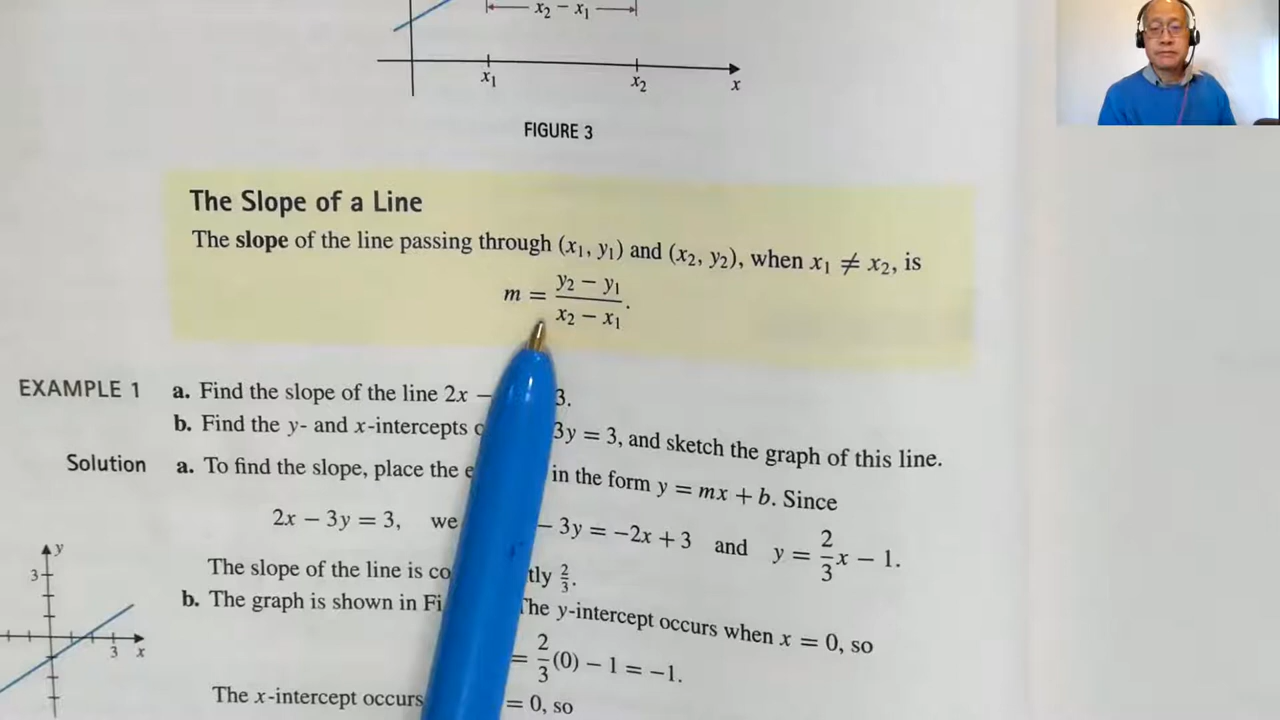 x₂ − x₁
x₁ x₂ x
FIGURE 3
The Slope of a Line
The slope of the line passing through (x₁, y₁) and (x₂, y₂), when x₁ ≠ x₂, is
m = (y₂ − y₁)/(x₂ − x₁).
EXAMPLE 1 a. Find the slope of the line 2x − 3.
b. Find the y- and x-intercepts 3y = 3, and sketch the graph of this line.
Solution a. To find the slope, place the in the form y = mx + b. Since
2x − 3y = 3, we − 3y = −2x + 3 and y = 2/3 x − 1.
The slope of the line is 2/3.
b. The graph is shown in The y-intercept occurs when x = 0, so
= 2/3 (0) − 1 = −1.
The x-intercept occurs = 0, so
y
3
3 x